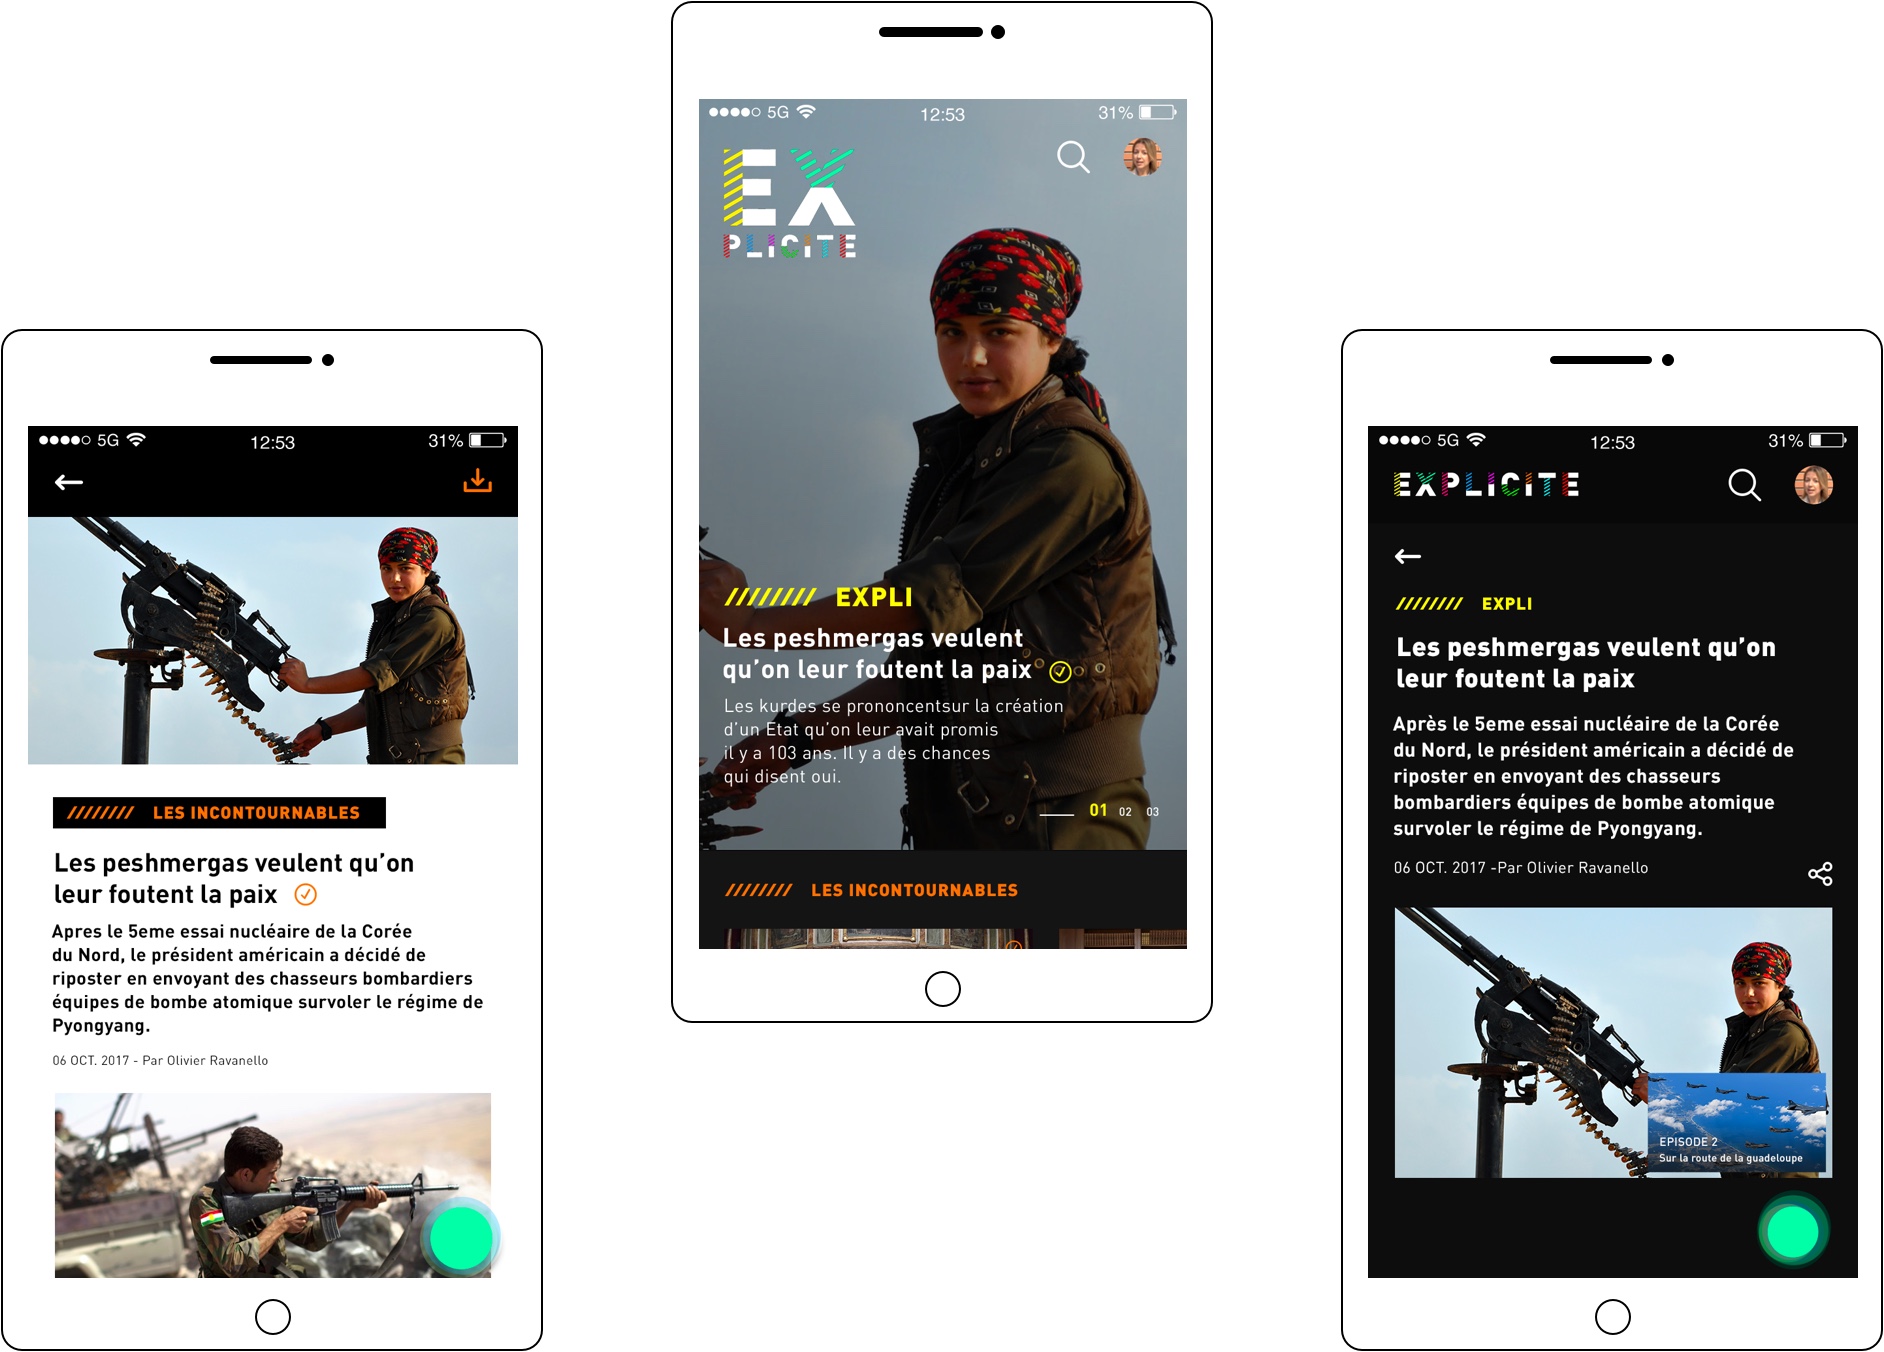 5G
12:53
31%
LES INCONTOURNABLES
Les peshmergas veulent qu’on
leur foutent la paix
Apres le 5eme essai nucléaire de la Corée
du Nord, le président américain a décidé de
riposter en envoyant des chasseurs bombardiers
équipes de bombe atomique survoler le régime de
Pyongyang.
06 OCT. 2017 - Par Olivier Ravanello
5G
12:53
31%
EX
PLICITE
EXPLI
Les peshmergas veulent
qu’on leur foutent la paix
Les kurdes se prononcentsur la création
d’un Etat qu’on leur avait promis
il y a 103 ans. Il y a des chances
qui disent oui.
01 02 03
LES INCONTOURNABLES
5G
12:53
31%
EXPLICITE
EXPLI
Les peshmergas veulent qu’on
leur foutent la paix
Après le 5eme essai nucléaire de la Corée
du Nord, le président américain a décidé de
riposter en envoyant des chasseurs
bombardiers équipes de bombe atomique
survoler le régime de Pyongyang.
06 OCT. 2017 -Par Olivier Ravanello
EPISODE 2
Sur la route de la guadeloupe